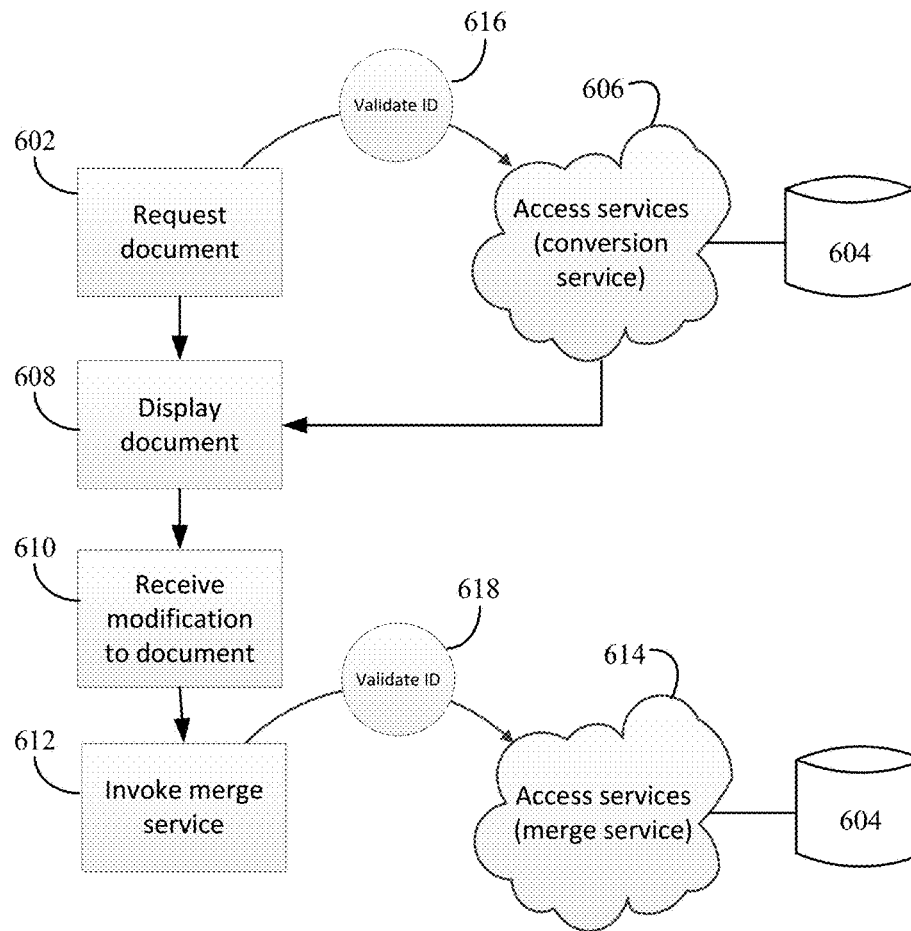 616
Validate ID
606
602
Request
document
Access services
(conversion
service)
604
608
Display
document
610
Receive
modification
to document
618
Validate ID
614
612
Invoke merge
service
Access services
(merge service)
604